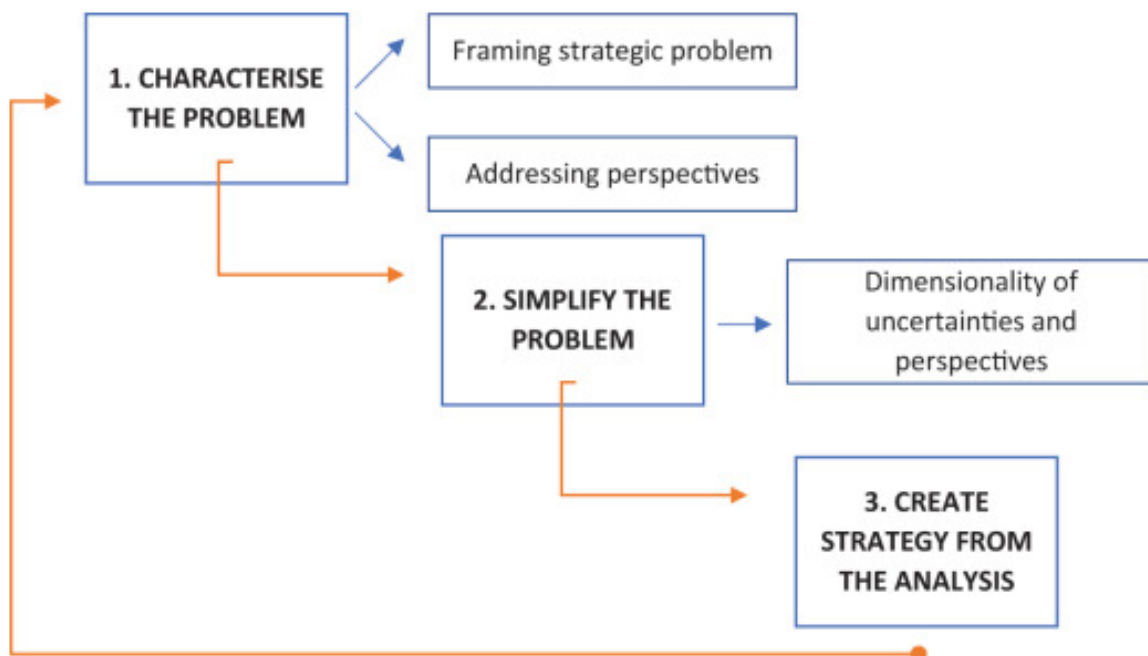 1. CHARACTERISE
THE PROBLEM
Framing strategic problem
Addressing perspectives
2. SIMPLIFY THE
PROBLEM
Dimensionality of
uncertainties and
perspectives
3. CREATE
STRATEGY FROM
THE ANALYSIS